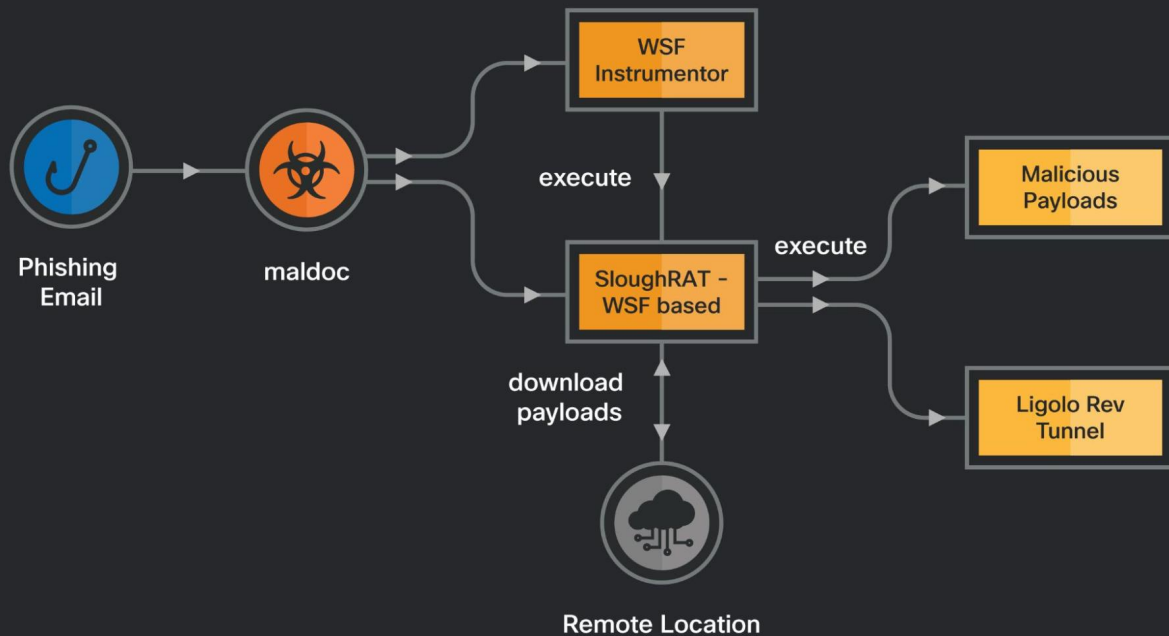 WSF
Instrumentor
Phishing
Email
maldoc
execute
SloughRAT -
WSF based
execute
Malicious
Payloads
download
payloads
Ligolo Rev
Tunnel
Remote Location